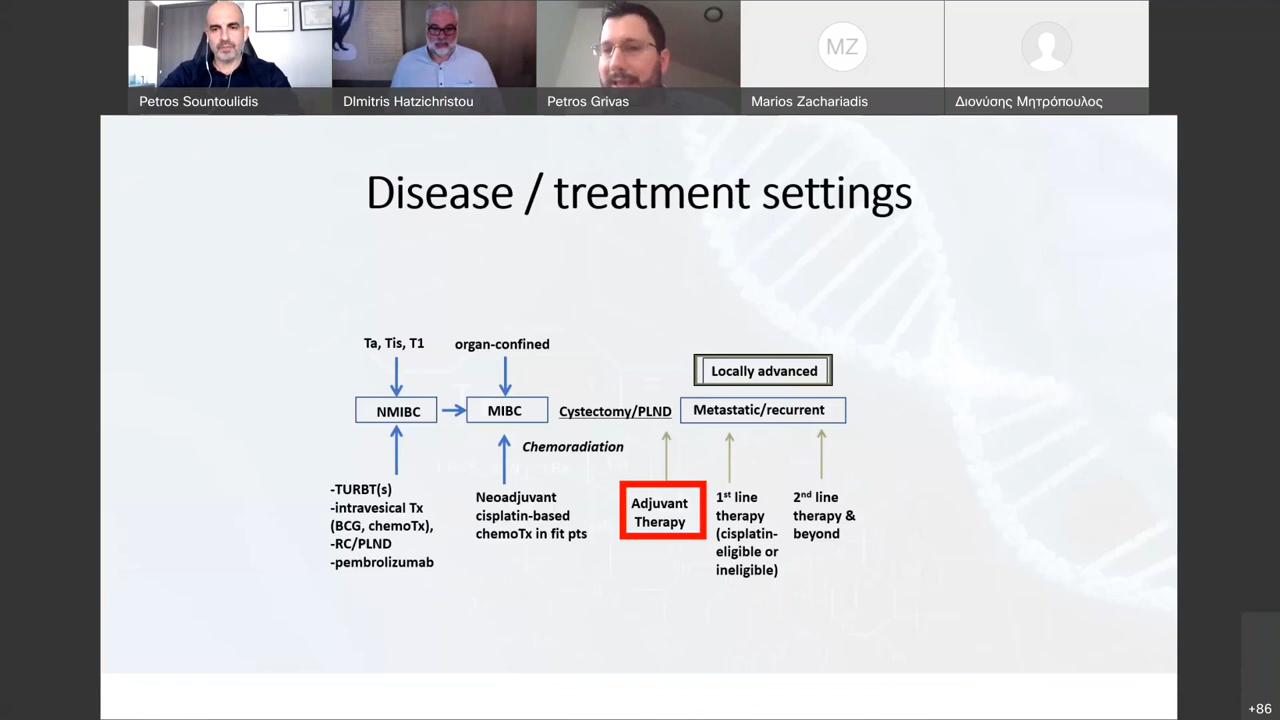 Petros Sountoulidis
DImitris Hatzichristou
Petros Grivas
MZ
Marios Zachariadis
Διονύσης Μητρόπουλος
Disease / treatment settings
Ta, Tis, T1
organ-confined
Locally advanced
NMIBC
MIBC
Cystectomy/PLND
Metastatic/recurrent
Chemoradiation
-TURBT(s)
-intravesical Tx
(BCG, chemoTx),
-RC/PLND
-pembrolizumab
Neoadjuvant
cisplatin-based
chemoTx in fit pts
Adjuvant
Therapy
1st line
therapy
(cisplatin-
eligible or
ineligible)
2nd line
therapy &
beyond
+86